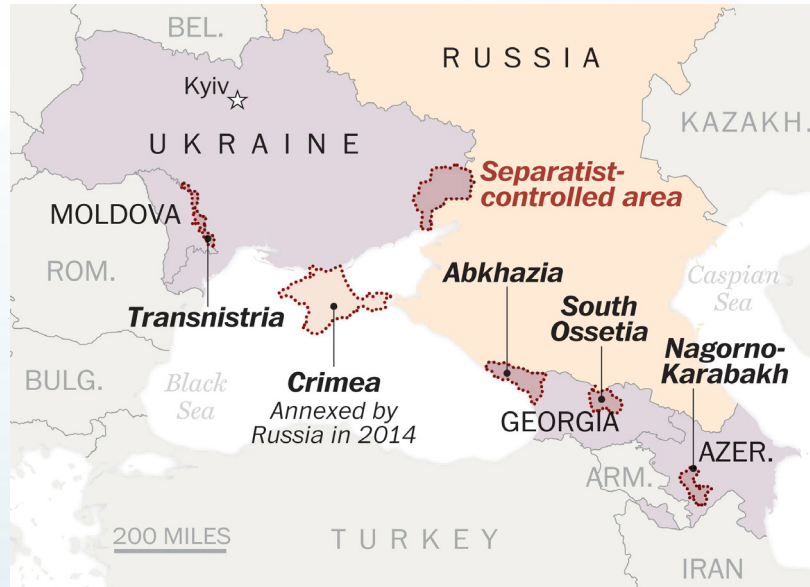 BEL.
RUSSIA
Kyiv
KAZAKH.
UKRAINE
Separatist-
controlled area
MOLDOVA
ROM.
Abkhazia
Caspian
Sea
Transnistria
South
Ossetia
Nagorno-
Karabakh
BULG.
Black
Sea
Crimea
Annexed by
Russia in 2014
GEORGIA
AZER.
ARM.
200 MILES
TURKEY
IRAN